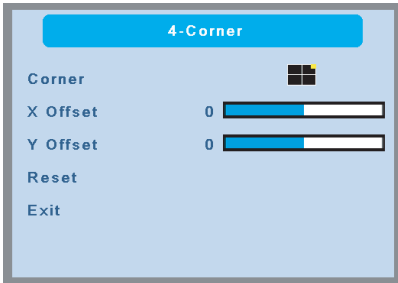 4-Corner
Corner
X Offset 0
Y Offset 0
Reset
Exit